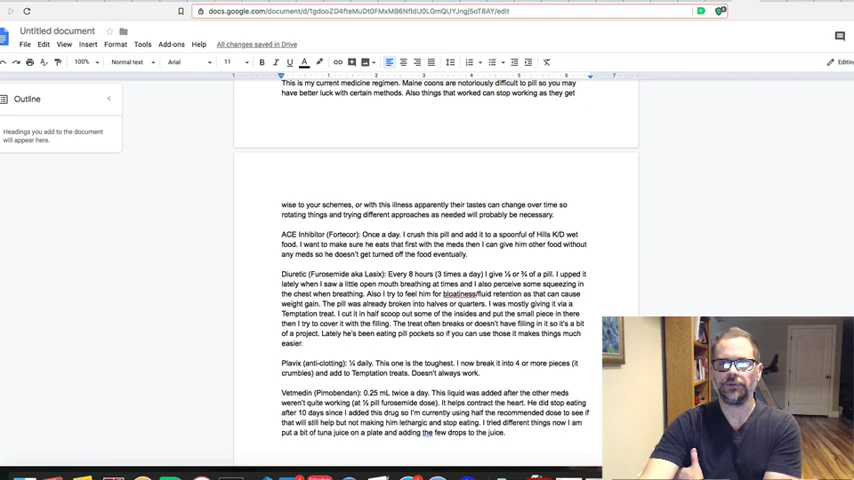 docs.google.com/document/d/1gdooZD4fteMuDt0FMxMB6NfldU0LGmQUYJngj5oT8AY/edit
Untitled document
File Edit View Insert Format Tools Add-ons Help All changes saved in Drive
100% Normal text Arial 11 Editing
1 1 2 3 4 5 6 7
Outline
Headings you add to the document
will appear here.
This is my current medicine regimen. Maine coons are notoriously difficult to pill so you may
have better luck with certain methods. Also things that worked can stop working as they get
wise to your schemes, or with this illness apparently their tastes can change over time so
rotating things and trying different approaches as needed will probably be necessary.
ACE Inhibitor (Fortecor): Once a day. I crush this pill and add it to a spoonful of Hills K/D wet
food. I want to make sure he eats that first with the meds then I can give him other food without
any meds so he doesn't get turned off the food eventually.
Diuretic (Furosemide aka Lasix): Every 8 hours (3 times a day) I give ½ or ¾ of a pill. I upped it
lately when I saw a little open mouth breathing at times and I also perceive some squeezing in
the chest when breathing. Also I try to feel him for bloatiness/fluid retention as that can cause
weight gain. The pill was already broken into halves or quarters. I was mostly giving it via a
Temptation treat. I cut it in half scoop out some of the insides and put the small piece in there
then I try to cover it with the filling. The treat often breaks or doesn't have filling in it so it's a bit
of a project. Lately he's been eating pill pockets so if you can use those it makes things much
easier.
Plavix (anti-clotting): ¼ daily. This one is the toughest. I now break it into 4 or more pieces (it
crumbles) and add to Temptation treats. Doesn't always work.
Vetmedin (Pimobendan): 0.25 mL twice a day. This liquid was added after the other meds
weren't quite working (at ½ pill furosemide dose). It helps contract the heart. He did stop eating
after 10 days since I added this drug so I'm currently using half the recommended dose to see if
that will still help but not making him lethargic and stop eating. I tried different things now I am
put a bit of tuna juice on a plate and adding the few drops to the juice.